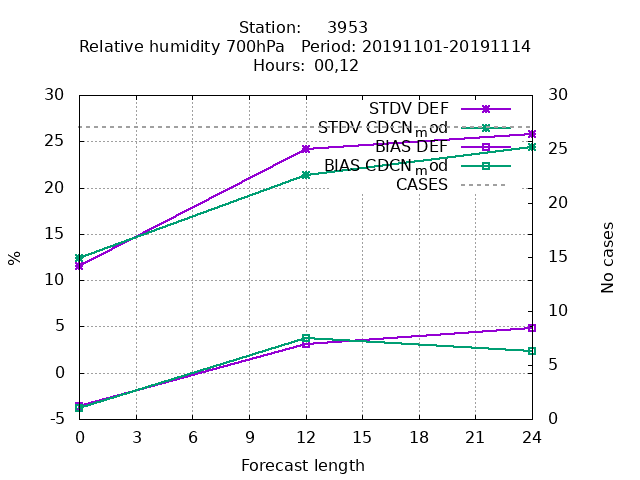 Station: 3953
Relative humidity 700hPa Period: 20191101-20191114
Hours: 00,12
30 30
STDV DEF
STDV CDCN_mod
25 25
BIAS DEF
BIAS CDCN_mod
20 CASES
20
15
15
%
No cases
10
10
5
5
0
-5 0
0 3 6 9 12 15 18 21 24
Forecast length